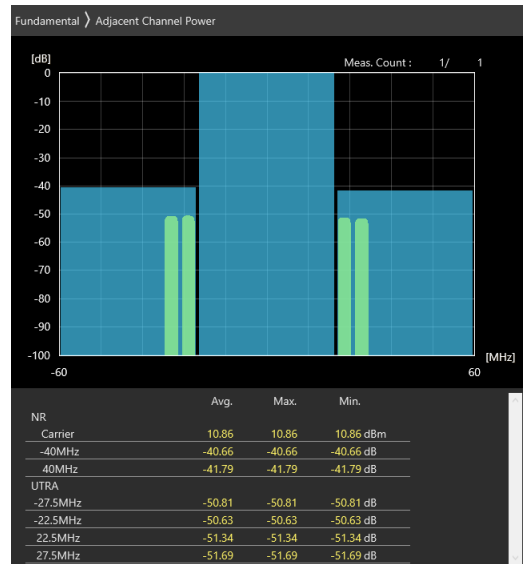 Fundamental 〉 Adjacent Channel Power
[dB]
Meas. Count : 1/ 1
0
-10
-20
-30
-40
-50
-60
-70
-80
-90
-100
[MHz]
-60 60
Avg. Max. Min.
NR
Carrier 10.86 10.86 10.86 dBm
-40MHz -40.66 -40.66 -40.66 dB
40MHz -41.79 -41.79 -41.79 dB
UTRA
-27.5MHz -50.81 -50.81 -50.81 dB
-22.5MHz -50.63 -50.63 -50.63 dB
22.5MHz -51.34 -51.34 -51.34 dB
27.5MHz -51.69 -51.69 -51.69 dB